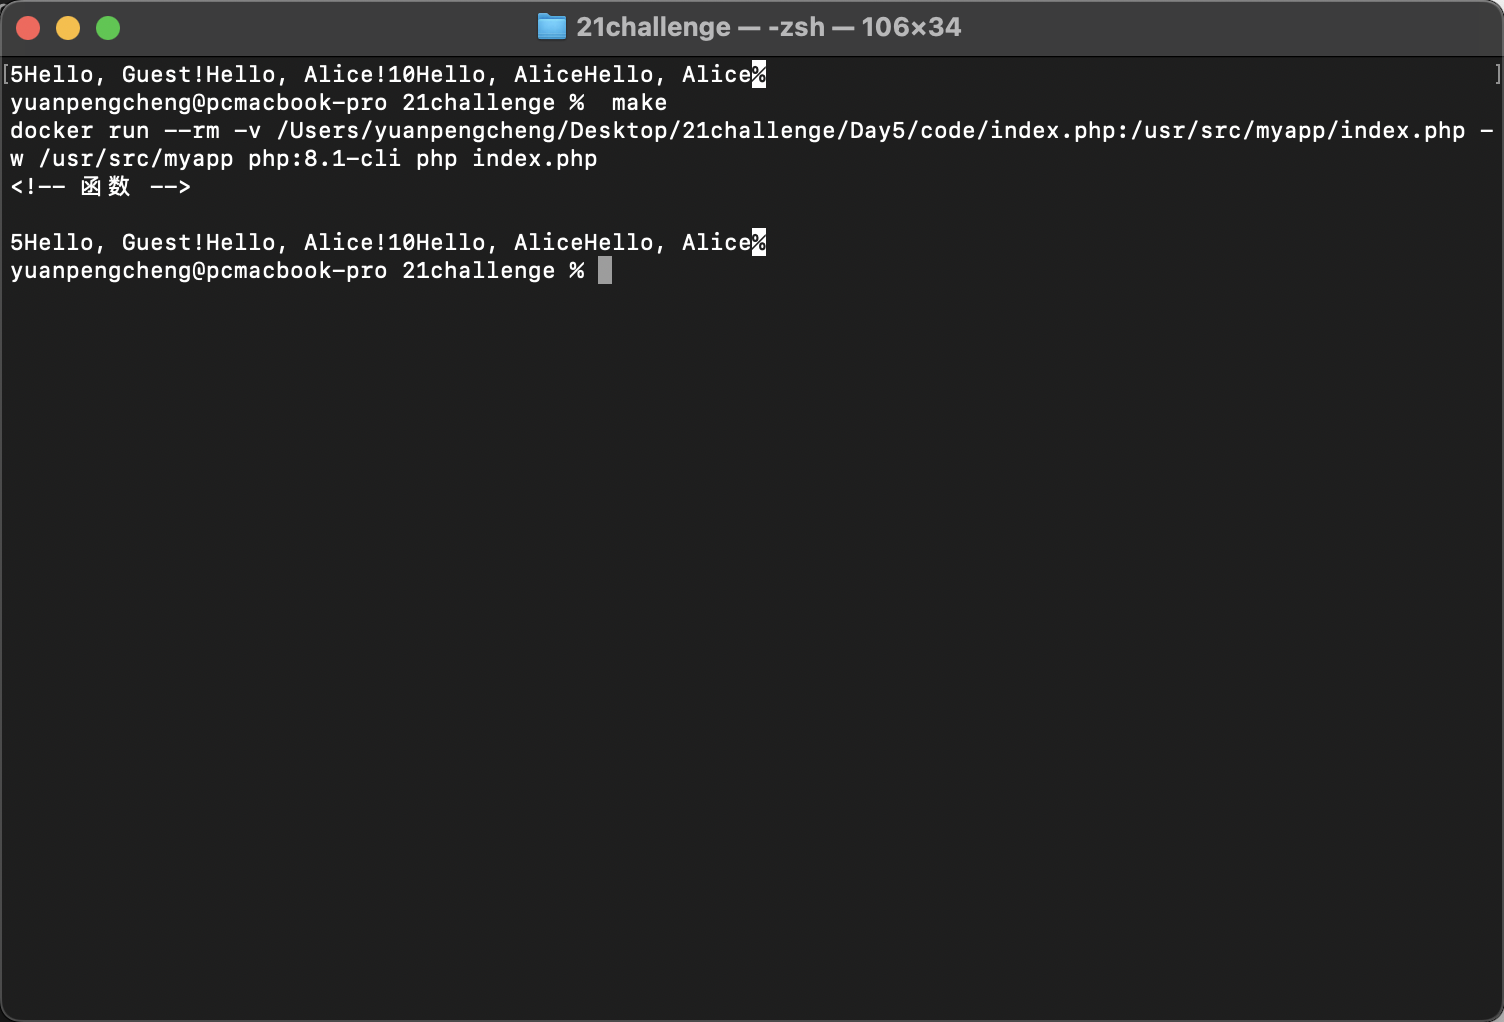 21challenge — -zsh — 106×34
[5Hello, Guest!Hello, Alice!10Hello, AliceHello, Alice% ]
yuanpengcheng@pcmacbook-pro 21challenge %  make
docker run --rm -v /Users/yuanpengcheng/Desktop/21challenge/Day5/code/index.php:/usr/src/myapp/index.php -
w /usr/src/myapp php:8.1-cli php index.php
<!-- 函数 -->
5Hello, Guest!Hello, Alice!10Hello, AliceHello, Alice%
yuanpengcheng@pcmacbook-pro 21challenge %